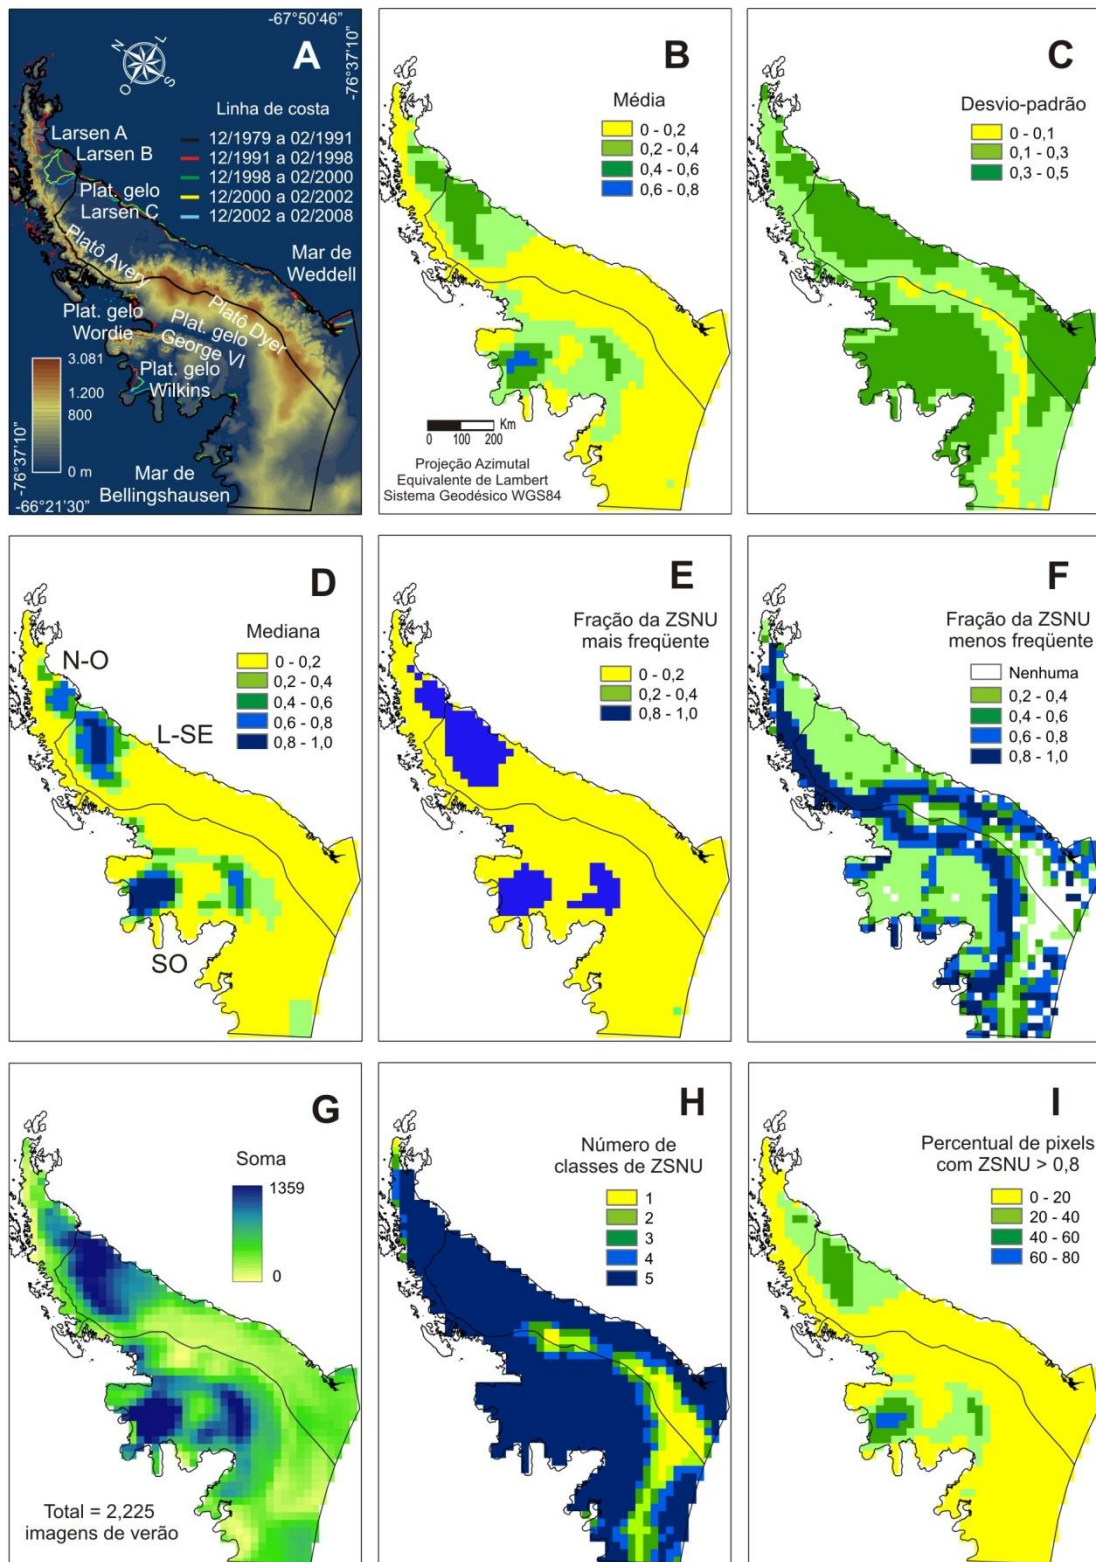 -67°50'46"
-76°37'10"
A
N
L
O
S
Linha de costa
12/1979 a 02/1991
12/1991 a 02/1998
12/1998 a 02/2000
12/2000 a 02/2002
12/2002 a 02/2008
Larsen A
Larsen B
Plat. gelo
Larsen C
Mar de
Weddell
Platô Avery
Platô Dyer
Plat. gelo
Wordie
Plat. gelo
George VI
Plat. gelo
Wilkins
3.081
1.200
800
0 m
Mar de
Bellingshausen
-76°37'10"
-66°21'30"
B
Média
0 - 0,2
0,2 - 0,4
0,4 - 0,6
0,6 - 0,8
Km
0 100 200
Projeção Azimutal
Equivalente de Lambert
Sistema Geodésico WGS84
C
Desvio-padrão
0 - 0,1
0,1 - 0,3
0,3 - 0,5
D
Mediana
0 - 0,2
0,2 - 0,4
0,4 - 0,6
0,6 - 0,8
0,8 - 1,0
N-O
L-SE
SO
E
Fração da ZSNU
mais freqüente
0 - 0,2
0,2 - 0,4
0,8 - 1,0
F
Fração da ZSNU
menos freqüente
Nenhuma
0,2 - 0,4
0,4 - 0,6
0,6 - 0,8
0,8 - 1,0
G
Soma
1359
0
Total = 2,225
imagens de verão
H
Número de
classes de ZSNU
1
2
3
4
5
I
Percentual de pixels
com ZSNU > 0,8
0 - 20
20 - 40
40 - 60
60 - 80